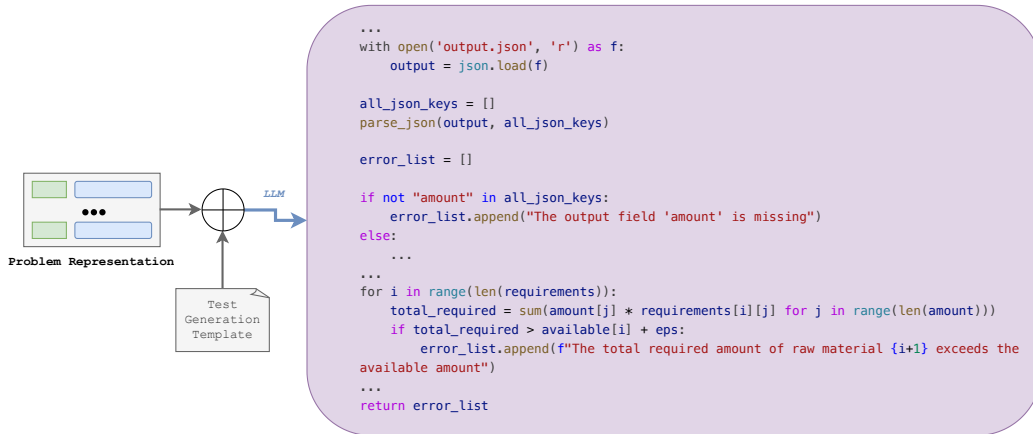 Problem Representation
Test
Generation
Template
LLM
...
with open('output.json', 'r') as f:
    output = json.load(f)
all_json_keys = []
parse_json(output, all_json_keys)
error_list = []
if not "amount" in all_json_keys:
    error_list.append("The output field 'amount' is missing")
else:
    ...
...
for i in range(len(requirements)):
    total_required = sum(amount[j] * requirements[i][j] for j in range(len(amount)))
    if total_required > available[i] + eps:
        error_list.append(f"The total required amount of raw material {i+1} exceeds the
available amount")
...
return error_list